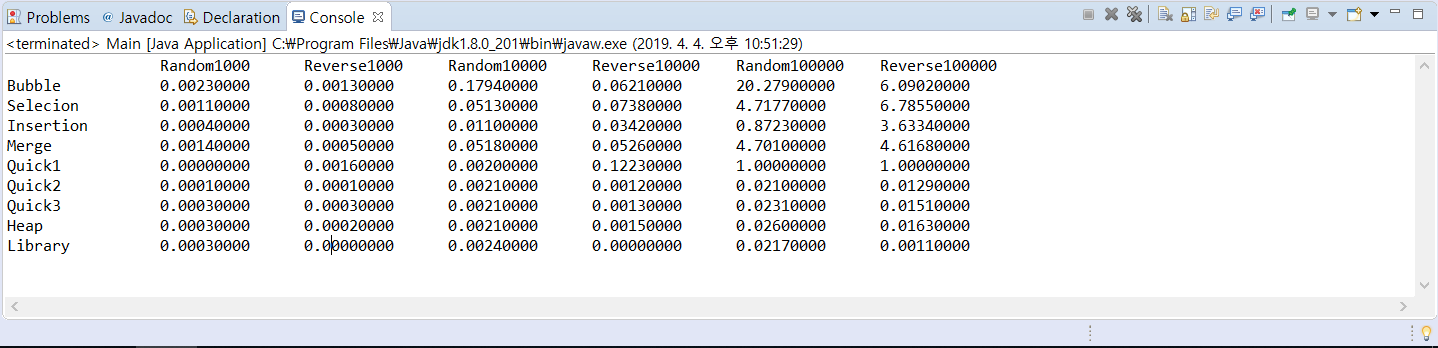 Problems @ Javadoc Declaration Console
<terminated> Main [Java Application] C:₩Program Files₩Java₩jdk1.8.0_201₩bin₩javaw.exe (2019. 4. 4. 오후 10:51:29)
Random1000 Reverse1000 Random10000 Reverse10000 Random100000 Reverse100000
Bubble 0.00230000 0.00130000 0.17940000 0.06210000 20.27900000 6.09020000
Selecion 0.00110000 0.00080000 0.05130000 0.07380000 4.71770000 6.78550000
Insertion 0.00040000 0.00030000 0.01100000 0.03420000 0.87230000 3.63340000
Merge 0.00140000 0.00050000 0.05180000 0.05260000 4.70100000 4.61680000
Quick1 0.00000000 0.00160000 0.00200000 0.12230000 1.00000000 1.00000000
Quick2 0.00010000 0.00010000 0.00210000 0.00120000 0.02100000 0.01290000
Quick3 0.00030000 0.00030000 0.00210000 0.00130000 0.02310000 0.01510000
Heap 0.00030000 0.00020000 0.00210000 0.00150000 0.02600000 0.01630000
Library 0.00030000 0.00000000 0.00240000 0.00000000 0.02170000 0.00110000